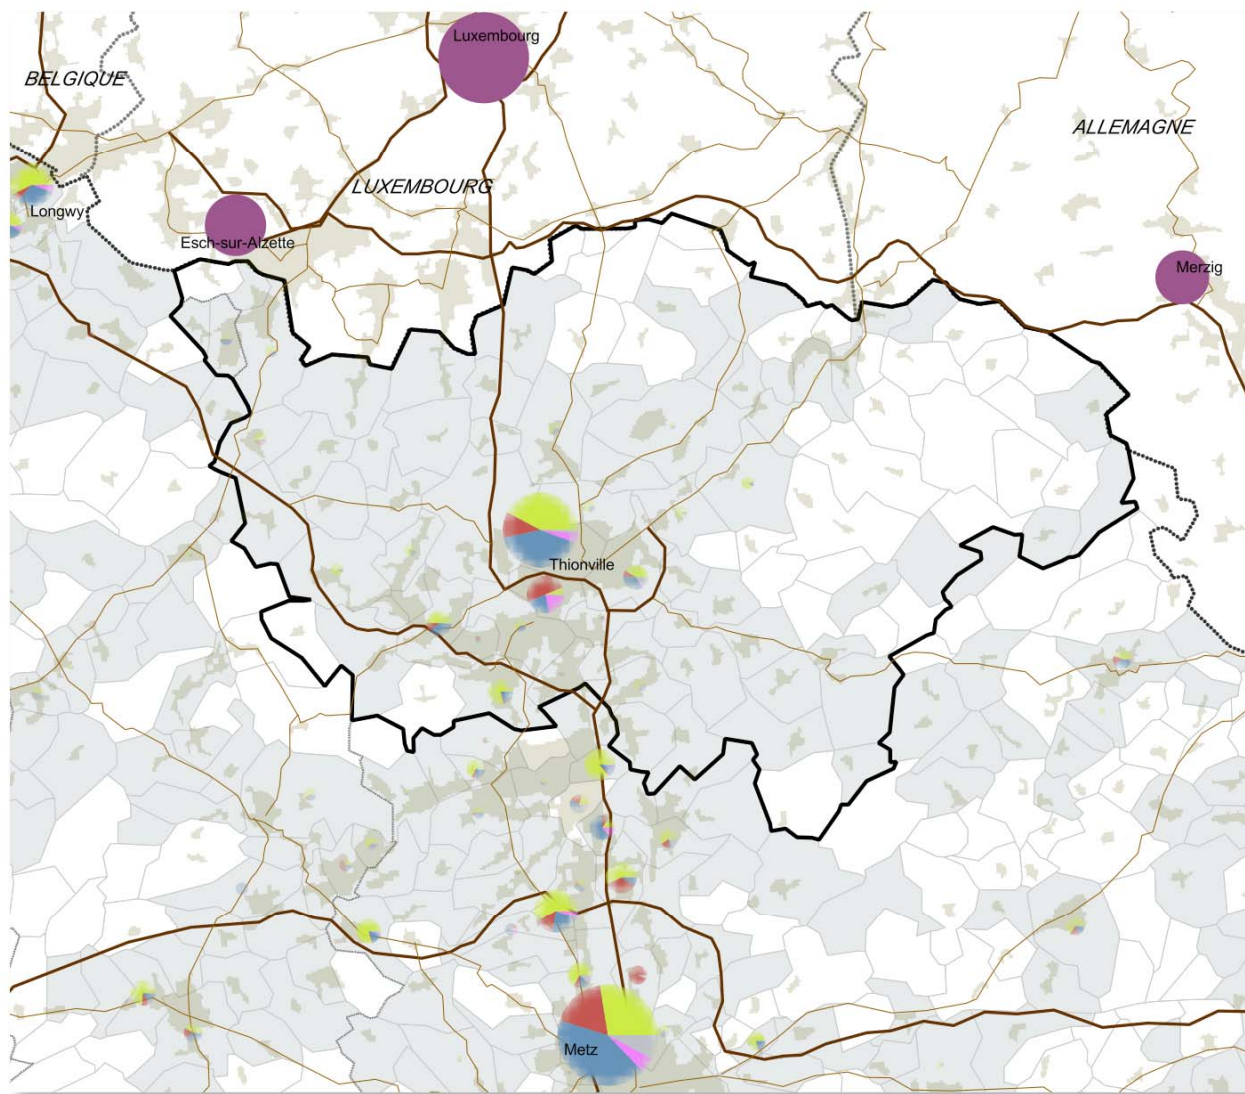 Luxembourg
BELGIQUE
ALLEMAGNE
LUXEMBOURG
Longwy
Esch-sur-Alzette
Merzig
Thionville
Metz